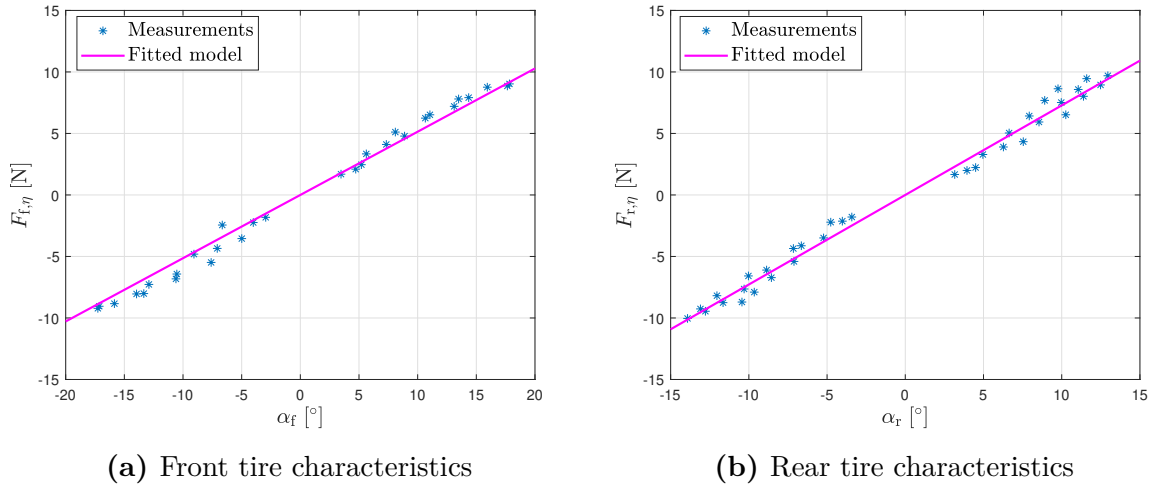 Measurements
Fitted model
15
10
5
0
-5
-10
-15
F_{f,η} [N]
-20 -15 -10 -5 0 5 10 15 20
α_f [°]
(a) Front tire characteristics
Measurements
Fitted model
15
10
5
0
-5
-10
-15
F_{r,η} [N]
-15 -10 -5 0 5 10 15
α_r [°]
(b) Rear tire characteristics